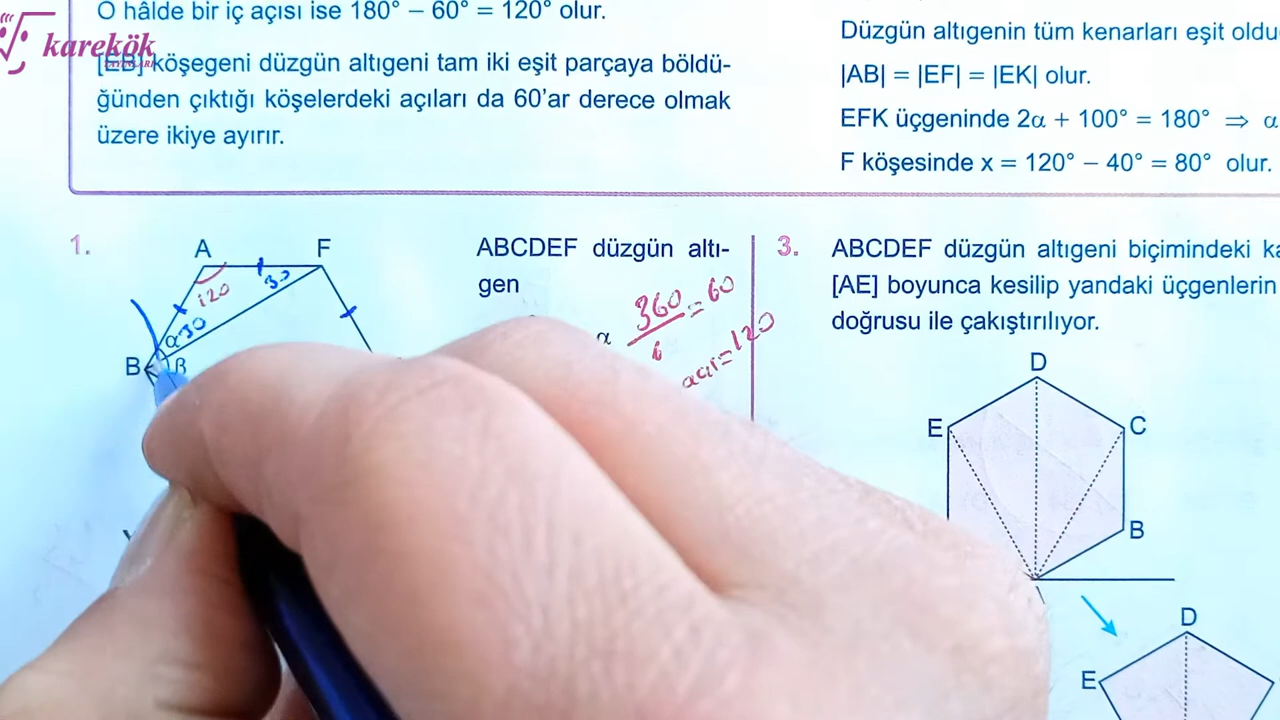 O hâlde bir iç açısı ise 180° − 60° = 120° olur.
karekök
YAYINLARI
[EB] köşegeni düzgün altıgeni tam iki eşit parçaya böldü-
ğünden çıktığı köşelerdeki açıları da 60'ar derece olmak
üzere ikiye ayırır.
Düzgün altıgenin tüm kenarları eşit oldu
|AB| = |EF| = |EK| olur.
EFK üçgeninde 2α + 100° = 180° ⇒ α
F köşesinde x = 120° − 40° = 80° olur.
1.
A
F
120
30
α 30
B
β
ABCDEF düzgün altı-
gen
α
360/6 = 60
açı = 120
3.
ABCDEF düzgün altıgeni biçimindeki ka
[AE] boyunca kesilip yandaki üçgenlerin
doğrusu ile çakıştırılıyor.
D
E
C
B
D
E